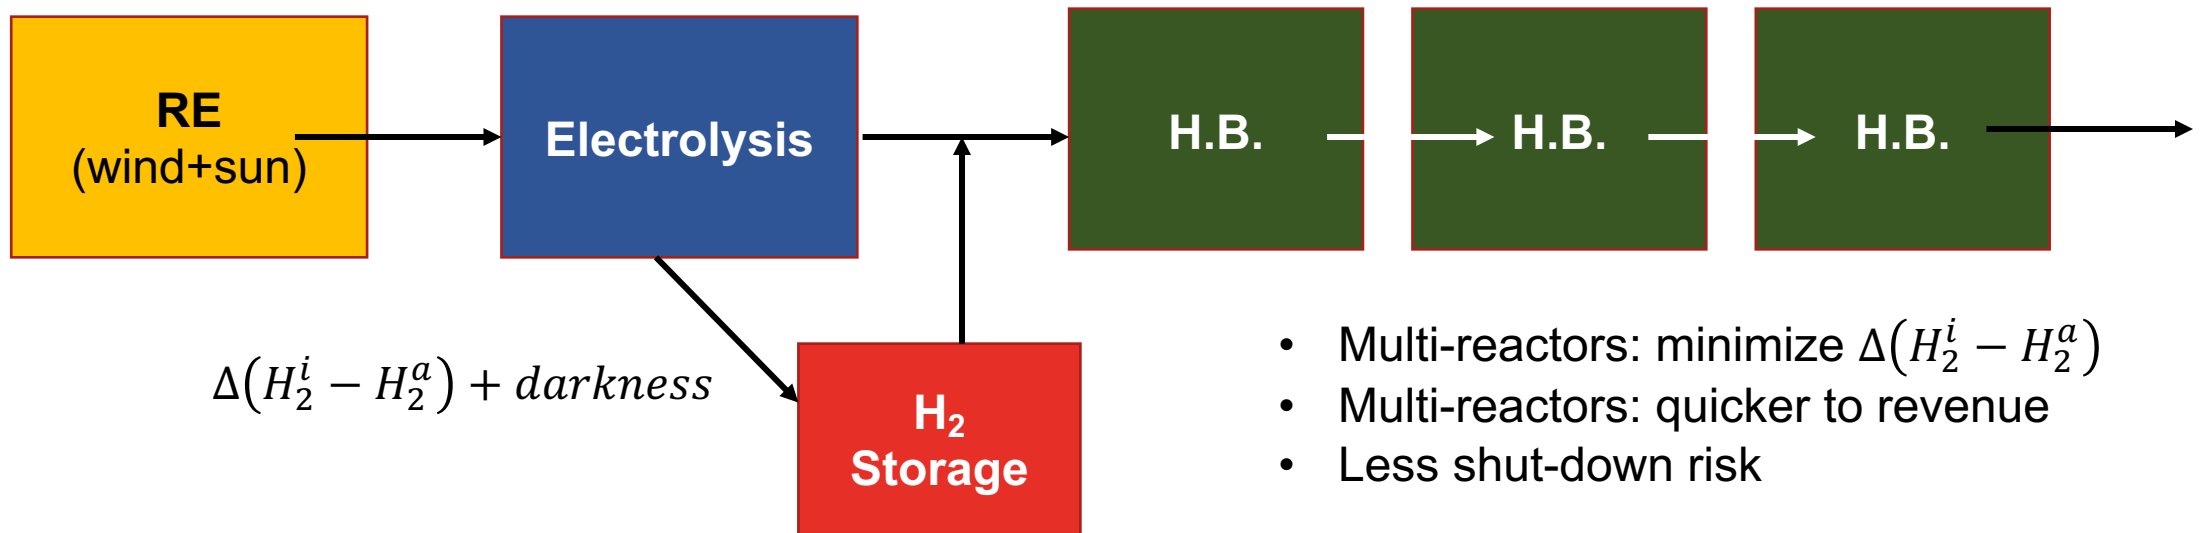 RE
(wind+sun)
Electrolysis
H.B.
H.B.
H.B.
Δ(H₂ⁱ − H₂ᵃ) + darkness
H₂
Storage
• Multi-reactors: minimize Δ(H₂ⁱ − H₂ᵃ)
• Multi-reactors: quicker to revenue
• Less shut-down risk